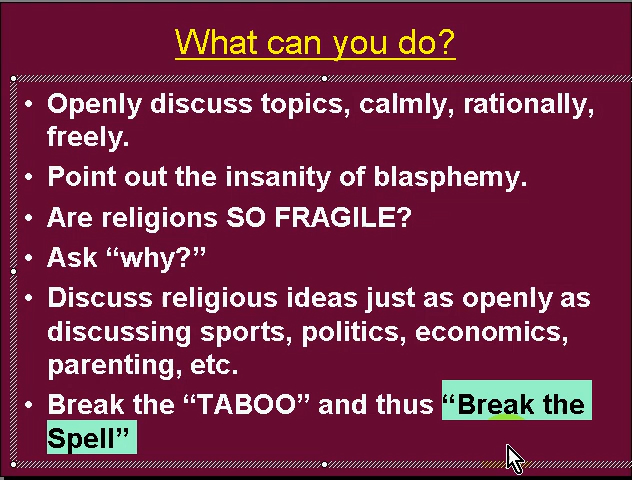 What can you do?
• Openly discuss topics, calmly, rationally,
freely.
• Point out the insanity of blasphemy.
• Are religions SO FRAGILE?
• Ask “why?”
• Discuss religious ideas just as openly as
discussing sports, politics, economics,
parenting, etc.
• Break the “TABOO” and thus “Break the
Spell”